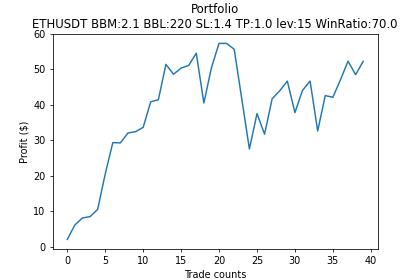 Portfolio
ETHUSDT BBM:2.1 BBL:220 SL:1.4 TP:1.0 lev:15 WinRatio:70.0
60
50
40
30
20
10
0
Profit ($)
0 5 10 15 20 25 30 35 40
Trade counts